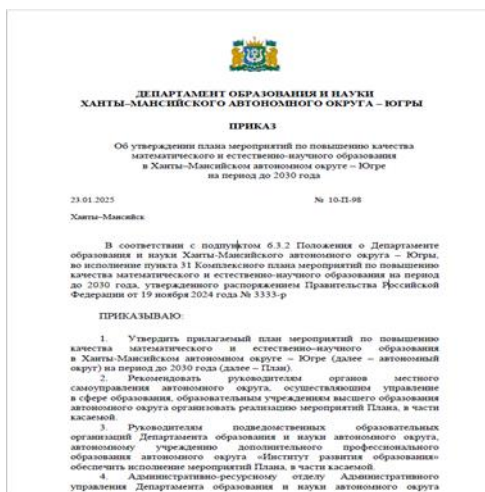 ДЕПАРТАМЕНТ ОБРАЗОВАНИЯ И НАУКИ
ХАНТЫ–МАНСИЙСКОГО АВТОНОМНОГО ОКРУГА – ЮГРЫ
ПРИКАЗ
Об утверждении плана мероприятий по повышению качества
математического и естественно-научного образования
в Ханты–Мансийском автономном округе – Югре
на период до 2030 года
23.01.2025 № 10-П-98
Ханты–Мансийск
В соответствии с подпунктом 6.3.2 Положения о Департаменте
образования и науки Ханты-Мансийского автономного округа – Югры,
во исполнение пункта 31 Комплексного плана мероприятий по повышению
качества математического и естественно-научного образования на период
до 2030 года, утвержденного распоряжением Правительства Российской
Федерации от 19 ноября 2024 года № 3333-р
ПРИКАЗЫВАЮ:
1. Утвердить прилагаемый план мероприятий по повышению
качества математического и естественно–научного образования
в Ханты-Мансийском автономном округе – Югре (далее – автономный
округ) на период до 2030 года (далее – План).
2. Рекомендовать руководителям органов местного
самоуправления автономного округа, осуществляющим управление
в сфере образования, образовательным учреждениям высшего образования
автономного округа организовать реализацию мероприятий Плана, в части
касаемой.
3. Руководителям подведомственных образовательных
организаций Департамента образования и науки автономного округа,
автономному учреждению дополнительного профессионального
образования автономного округа «Институт развития образования»
обеспечить исполнение мероприятий Плана, в части касаемой.
4. Административно-ресурсному отделу Административного
управления Департамента образования и науки автономного округа